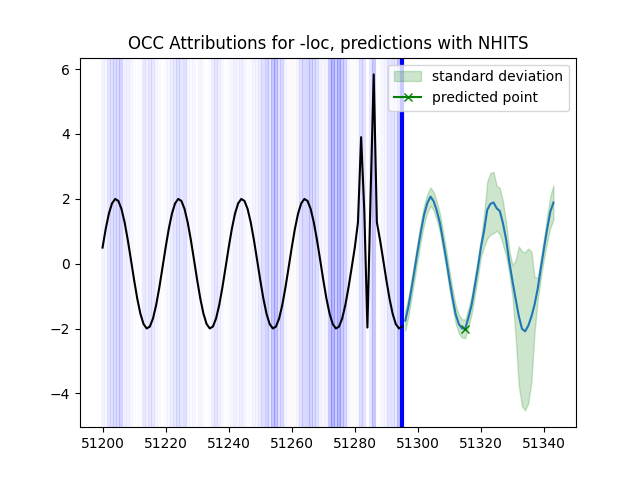 OCC Attributions for -loc, predictions with NHITS
standard deviation
predicted point
6
4
2
0
−2
−4
51200 51220 51240 51260 51280 51300 51320 51340